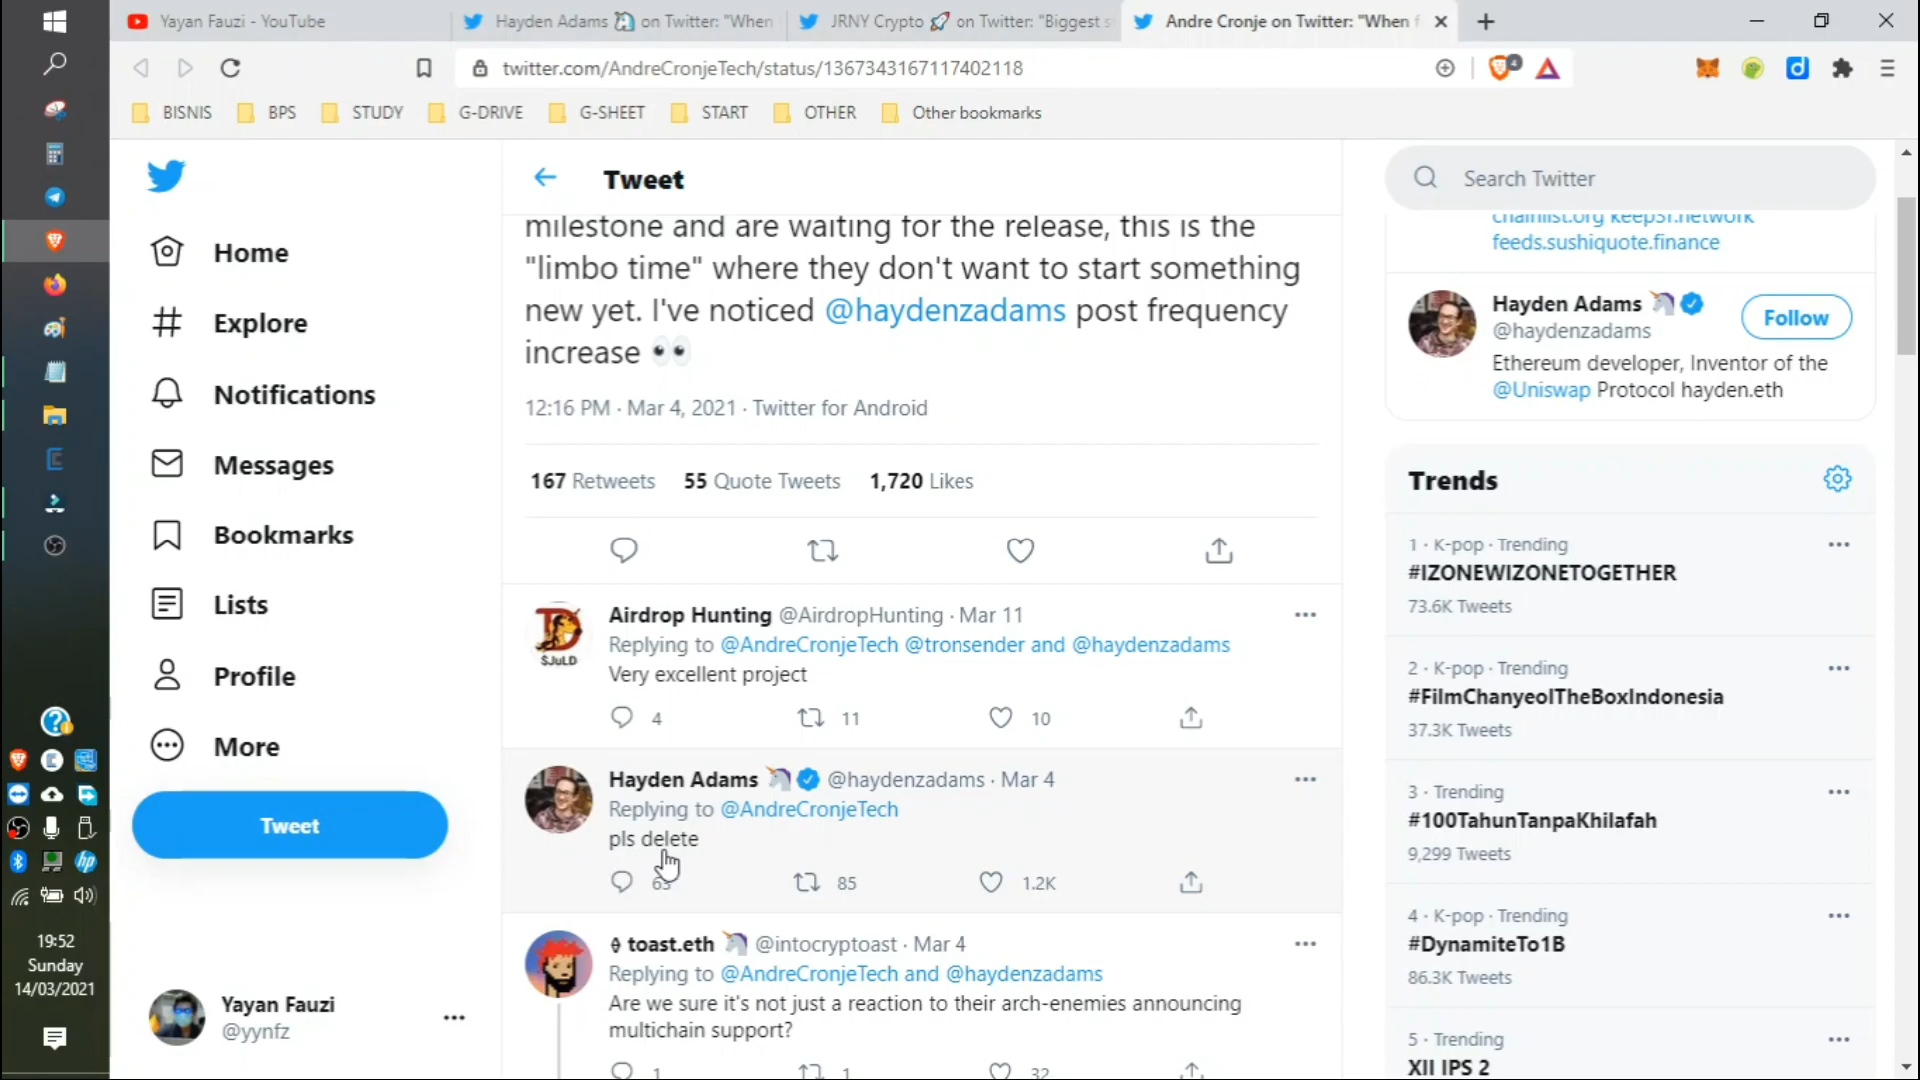 Yayan Fauzi - YouTube
Hayden Adams on Twitter: "When
JRNY Crypto on Twitter: "Biggest s
Andre Cronje on Twitter: "When f
twitter.com/AndreCronjeTech/status/1367343167117402118
4
BISNIS
BPS
STUDY
G-DRIVE
G-SHEET
START
OTHER
Other bookmarks
Home
Explore
Notifications
Messages
Bookmarks
Lists
Profile
More
Tweet
Yayan Fauzi
@yynfz
19:52
Sunday
14/03/2021
Tweet
milestone and are waiting for the release, this is the
"limbo time" where they don't want to start something
new yet. I've noticed @haydenzadams post frequency
increase 👀
12:16 PM · Mar 4, 2021 · Twitter for Android
167 Retweets 55 Quote Tweets 1,720 Likes
Airdrop Hunting @AirdropHunting · Mar 11
Replying to @AndreCronjeTech @tronsender and @haydenzadams
Very excellent project
4 11 10
$JULD
Hayden Adams 🦄 @haydenzadams · Mar 4
Replying to @AndreCronjeTech
pls delete
63 85 1.2K
toast.eth 🦄 @intocryptoast · Mar 4
Replying to @AndreCronjeTech and @haydenzadams
Are we sure it's not just a reaction to their arch-enemies announcing
multichain support?
1 1 32
Search Twitter
chainlist.org keep3r.network
feeds.sushiquote.finance
Hayden Adams 🦄
@haydenzadams
Follow
Ethereum developer, Inventor of the
@Uniswap Protocol hayden.eth
Trends
1 · K-pop · Trending
#IZONEWIZONETOGETHER
73.6K Tweets
2 · K-pop · Trending
#FilmChanyeolTheBoxIndonesia
37.3K Tweets
3 · Trending
#100TahunTanpaKhilafah
9,299 Tweets
4 · K-pop · Trending
#DynamiteTo1B
86.3K Tweets
5 · Trending
XII IPS 2